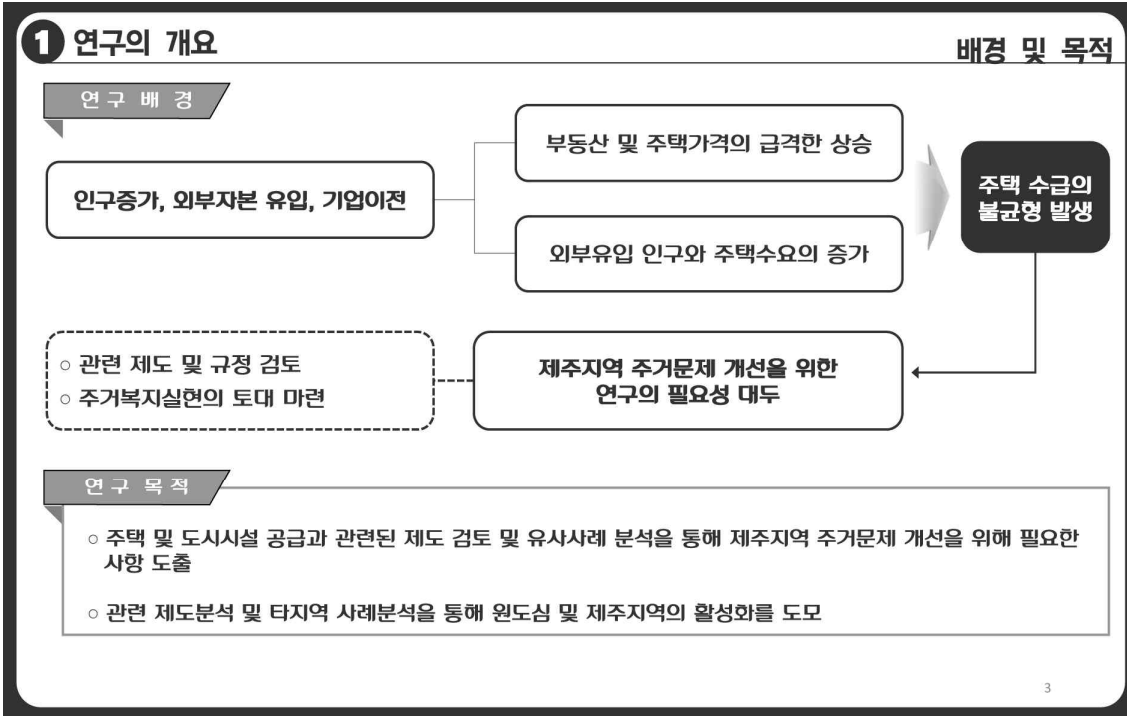 1 연구의 개요
배경 및 목적
연구 배경
인구증가, 외부자본 유입, 기업이전
부동산 및 주택가격의 급격한 상승
외부유입 인구와 주택수요의 증가
주택 수급의
불균형 발생
제주지역 주거문제 개선을 위한
연구의 필요성 대두
○ 관련 제도 및 규정 검토
○ 주거복지실현의 토대 마련
연구 목적
○ 주택 및 도시시설 공급과 관련된 제도 검토 및 유사사례 분석을 통해 제주지역 주거문제 개선을 위해 필요한
사항 도출
○ 관련 제도분석 및 타지역 사례분석을 통해 원도심 및 제주지역의 활성화를 도모
3